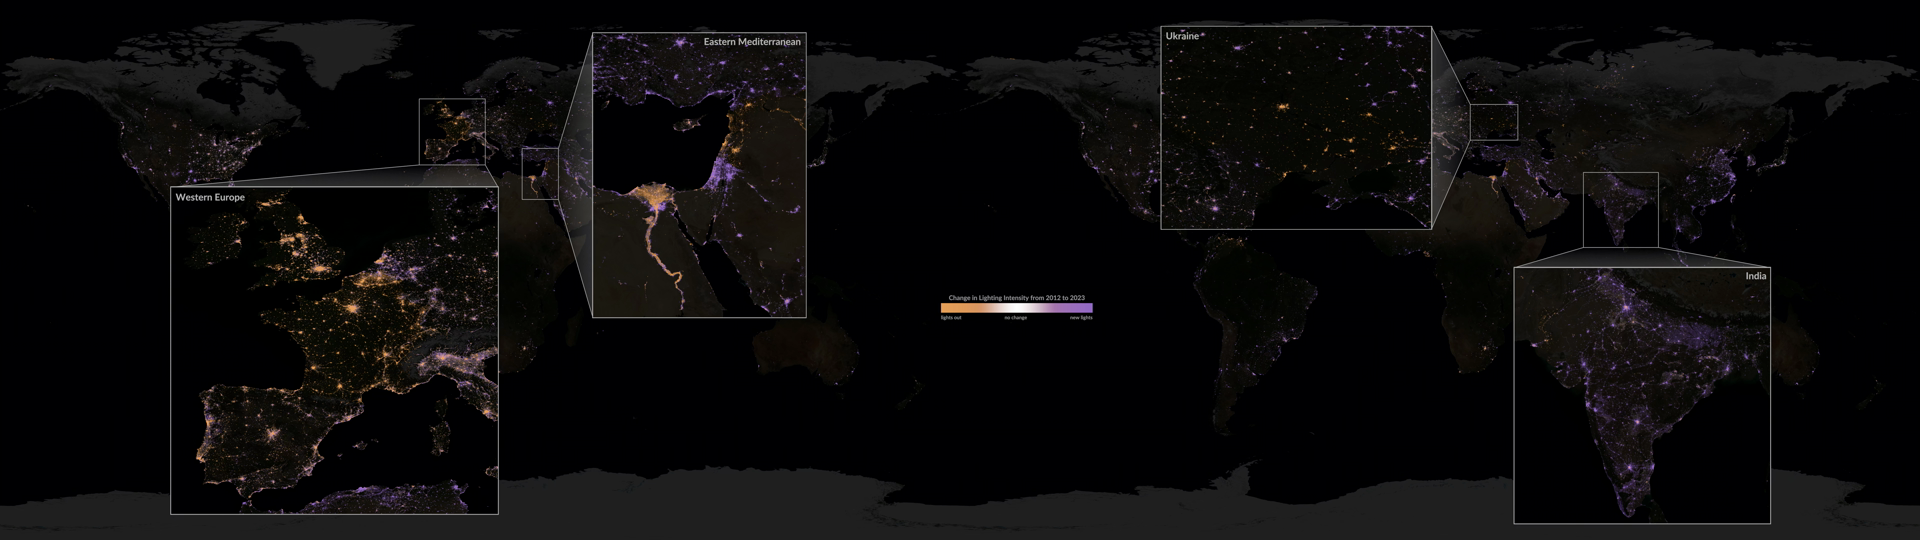 Eastern Mediterranean
Ukraine
Western Europe
India
Change in Lighting Intensity from 2012 to 2023
lights out no change new lights